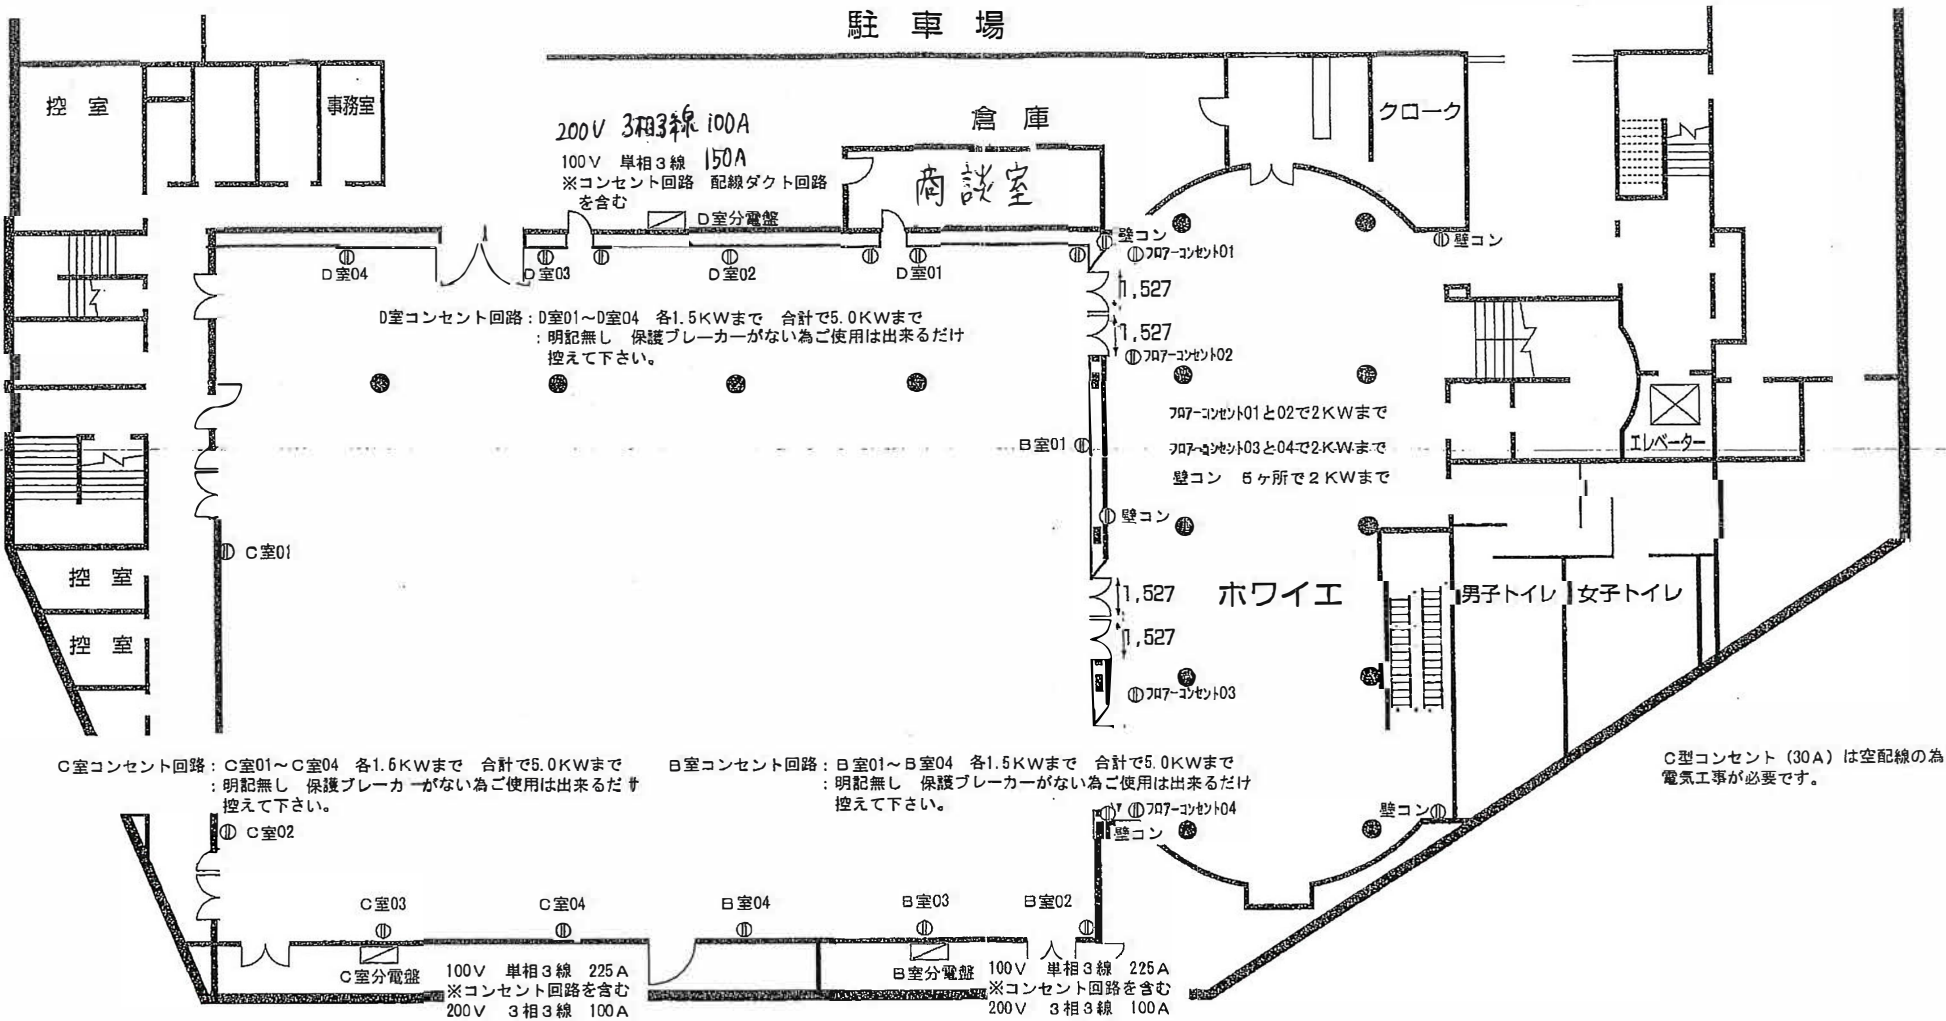 駐車場
控室
事務室
200V 3相3線 100A
100V 単相3線 150A
※コンセント回路 配線ダクト回路
を含む
倉庫
商談室
クローク
D室分電盤
壁コン
フロアーコンセント01
壁コン
D室04
D室03
D室02
D室01
1,527
D室コンセント回路：D室01～D室04 各1.5KWまで 合計で5.0KWまで
：明記無し 保護ブレーカーがない為ご使用は出来るだけ
控えて下さい。
1,527
フロアーコンセント02
フロアーコンセント01と02で2KWまで
B室01
フロアーコンセント03と04で2KWまで
エレベーター
壁コン 5ヶ所で2KWまで
壁コン
C室01
控室
1,527
ホワイエ
男子トイレ
女子トイレ
控室
1,527
フロアーコンセント03
C室コンセント回路：C室01～C室04 各1.5KWまで 合計で5.0KWまで
：明記無し 保護ブレーカーがない為ご使用は出来るだけ
控えて下さい。
B室コンセント回路：B室01～B室04 各1.5KWまで 合計で5.0KWまで
：明記無し 保護ブレーカーがない為ご使用は出来るだけ
控えて下さい。
C型コンセント（30A）は空配線の為
電気工事が必要です。
フロアーコンセント04
壁コン
壁コン
C室02
C室03
C室04
B室04
B室03
B室02
C室分電盤
100V 単相3線 225A
※コンセント回路を含む
200V 3相3線 100A
B室分電盤
100V 単相3線 225A
※コンセント回路を含む
200V 3相3線 100A